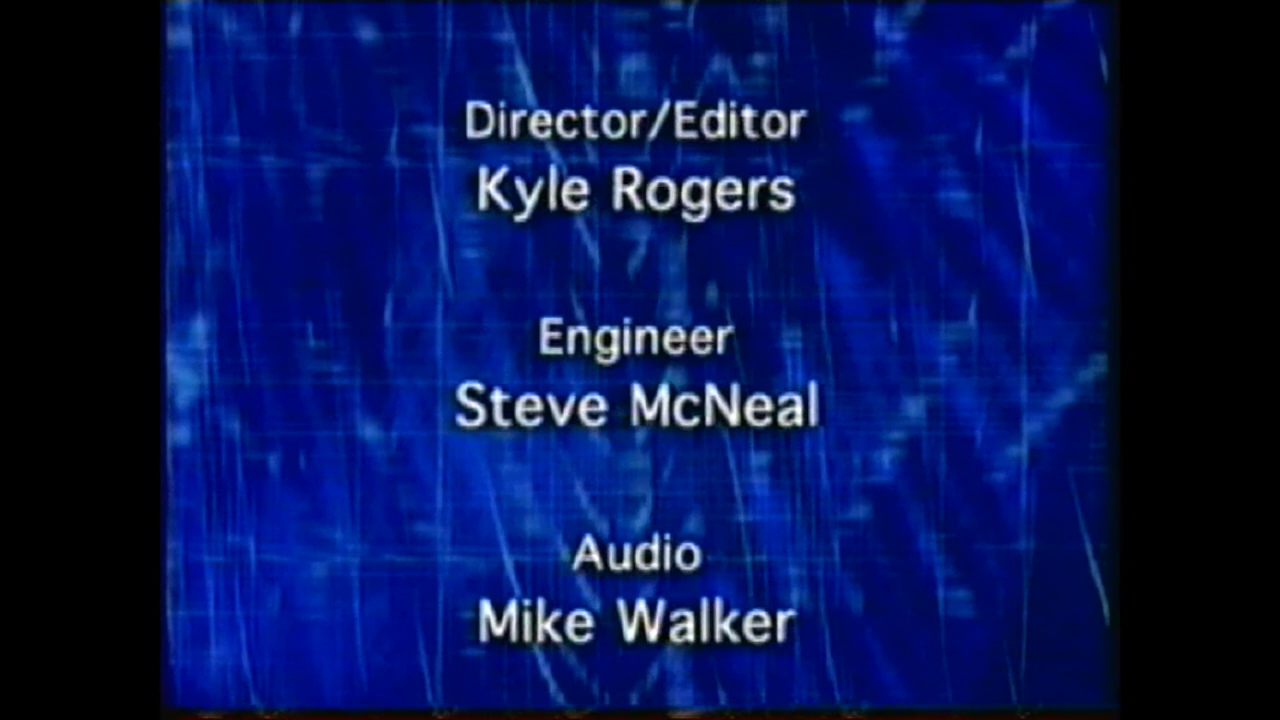 Director/Editor
Kyle Rogers
Engineer
Steve McNeal
Audio
Mike Walker